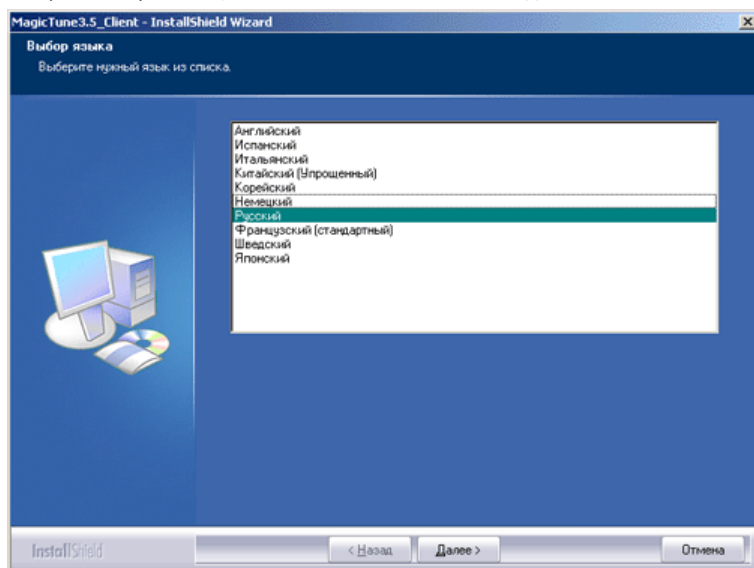 MagicTune3.5_Client - InstallShield Wizard
Выбор языка
Выберите нужный язык из списка.
Английский
Испанский
Итальянский
Китайский (Упрощенный)
Корейский
Немецкий
Русский
Французский (стандартный)
Шведский
Японский
InstallShield
< Назад
Далее >
Отмена